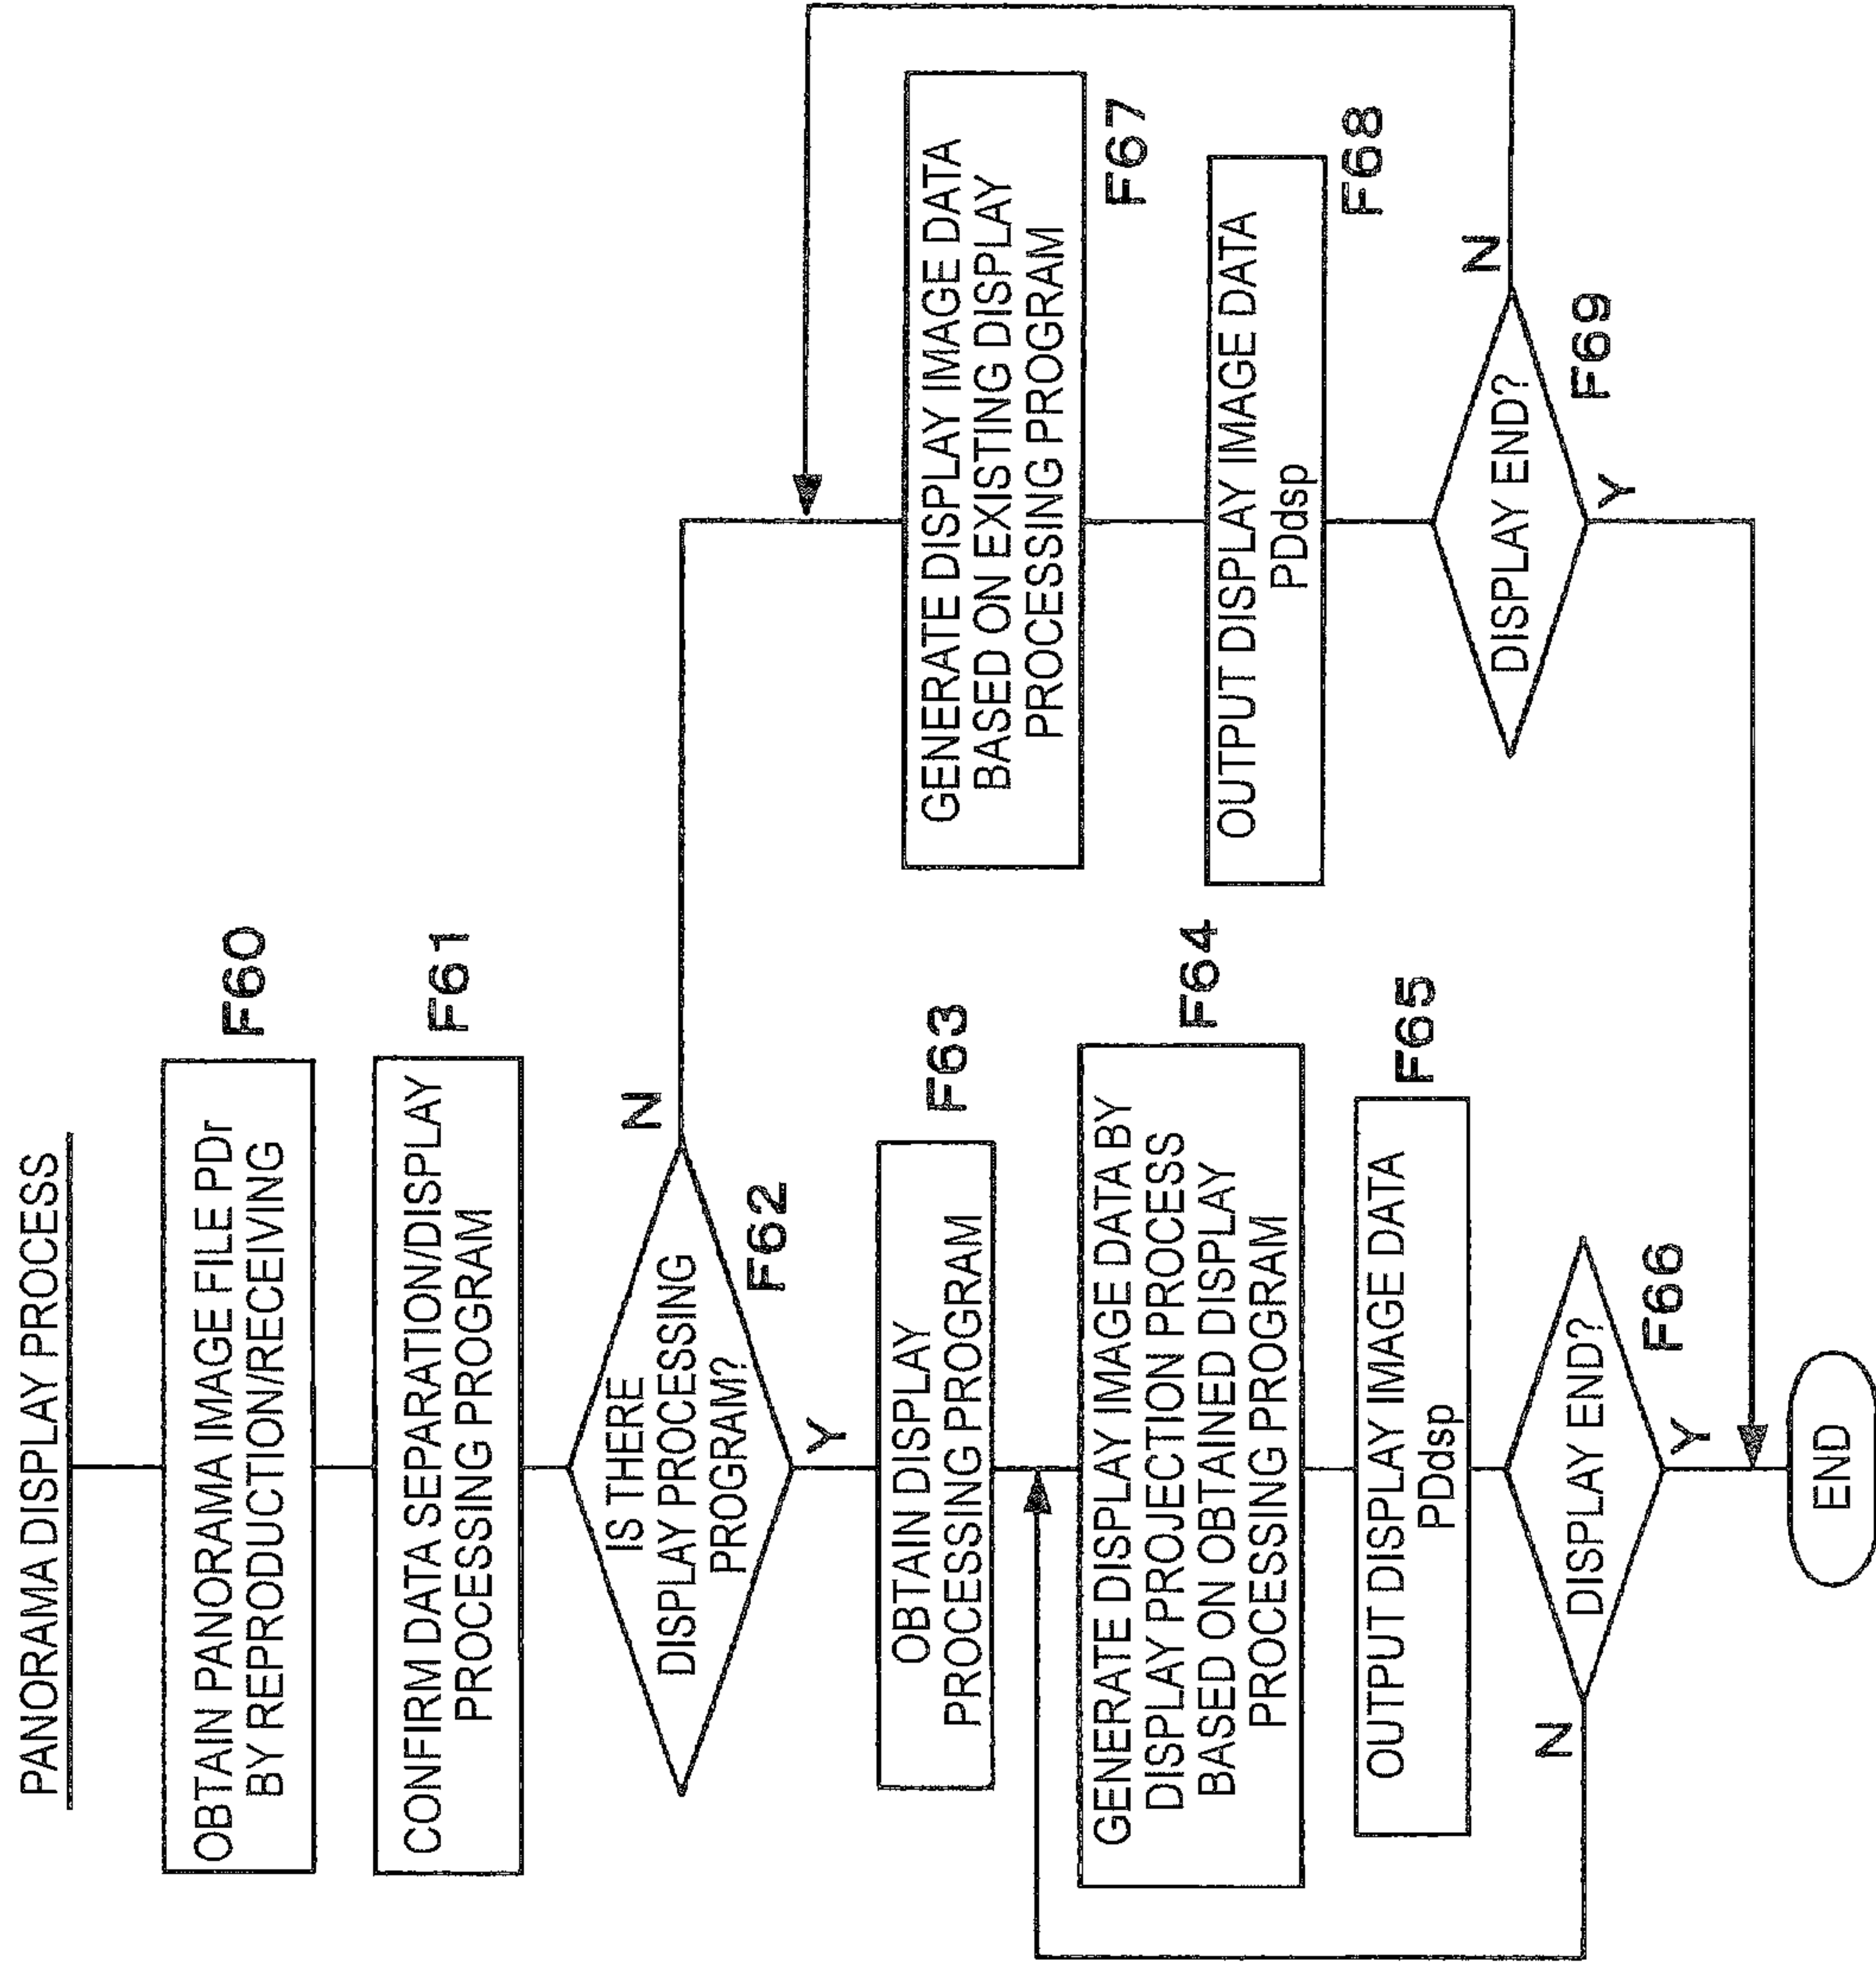 PANORAMA DISPLAY PROCESS
OBTAIN PANORAMA IMAGE FILE PDr
BY REPRODUCTION/RECEIVING
F60
CONFIRM DATA SEPARATION/DISPLAY
PROCESSING PROGRAM
F61
IS THERE
DISPLAY PROCESSING
PROGRAM?
F62
N
Y
OBTAIN DISPLAY
PROCESSING PROGRAM
F63
GENERATE DISPLAY IMAGE DATA BY
DISPLAY PROJECTION PROCESS
BASED ON OBTAINED DISPLAY
PROCESSING PROGRAM
F64
OUTPUT DISPLAY IMAGE DATA
PDdsp
F65
DISPLAY END?
F66
N
Y
GENERATE DISPLAY IMAGE DATA
BASED ON EXISTING DISPLAY
PROCESSING PROGRAM
F67
OUTPUT DISPLAY IMAGE DATA
PDdsp
F68
DISPLAY END?
F69
N
Y
END